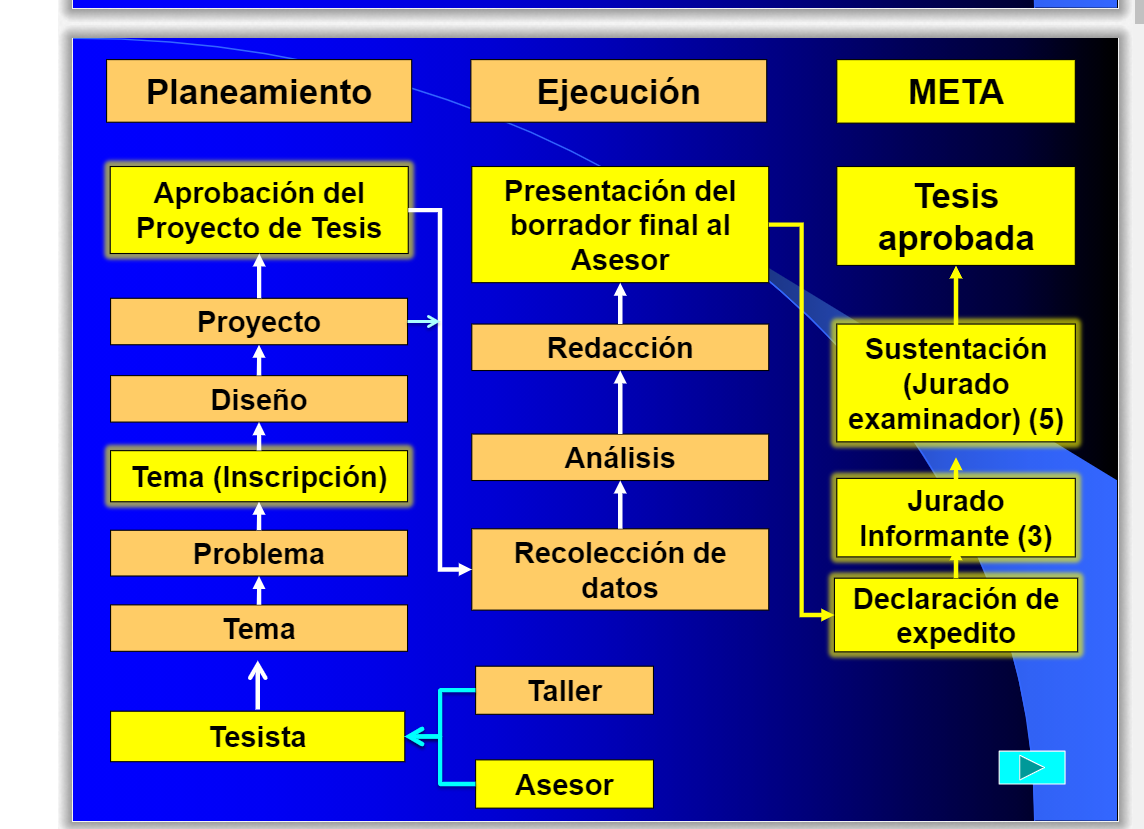 Planeamiento
Aprobación del
Proyecto de Tesis
Proyecto
Diseño
Tema (Inscripción)
Problema
Tema
Tesista
Ejecución
Presentación del
borrador final al
Asesor
Redacción
Análisis
Recolección de
datos
Taller
Asesor
META
Tesis
aprobada
Sustentación
(Jurado
examinador) (5)
Jurado
Informante (3)
Declaración de
expedito